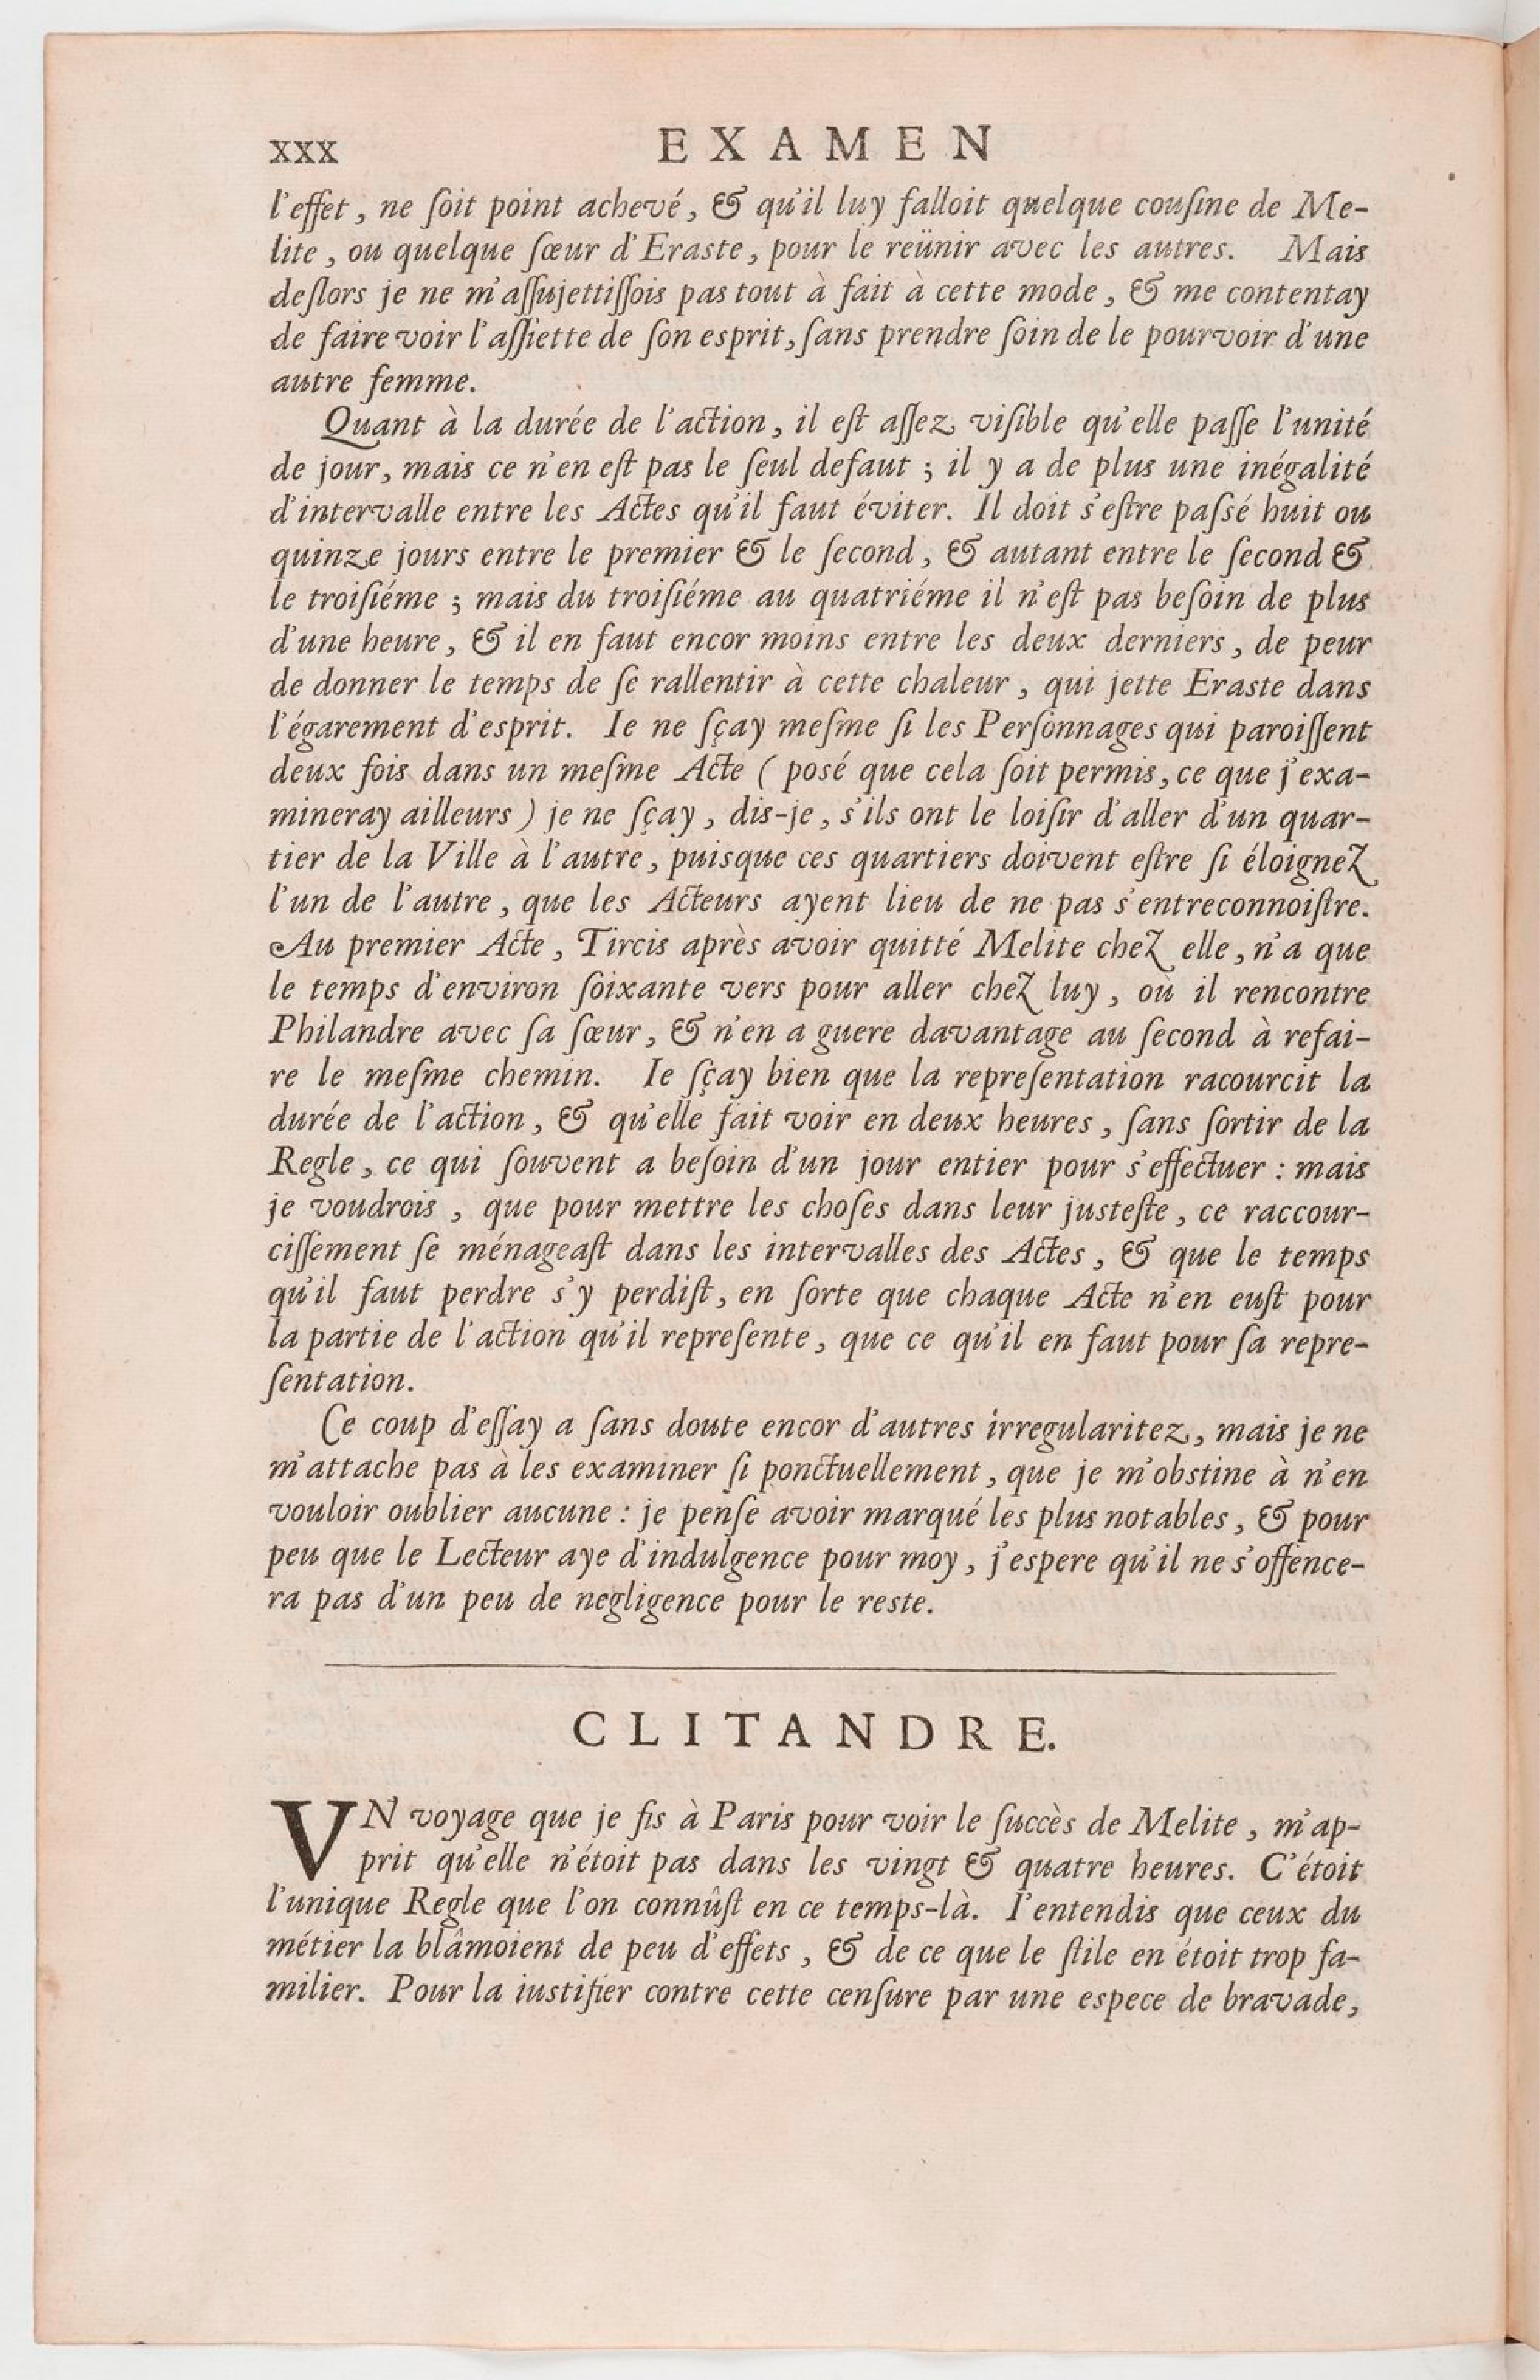 xxx EXAMEN
l'effet, ne ſoit point achevé, & qu'il luy falloit quelque couſine de Me-
lite, ou quelque ſœur d'Eraste, pour le reünir avec les autres. Mais
deſlors je ne m'aſſujettiſſois pas tout à fait à cette mode, & me contentay
de faire voir l'aſſiette de ſon esprit, ſans prendre ſoin de le pourvoir d'une
autre femme.
Quant à la durée de l'action, il eſt aſſez viſible qu'elle paſſe l'unité
de jour, mais ce n'en eſt pas le ſeul defaut ; il y a de plus une inégalité
d'intervalle entre les Actes qu'il faut éviter. Il doit s'eſtre paſsé huit ou
quinze jours entre le premier & le ſecond, & autant entre le ſecond &
le troiſiéme ; mais du troiſiéme au quatriéme il n'eſt pas beſoin de plus
d'une heure, & il en faut encor moins entre les deux derniers, de peur
de donner le temps de ſe rallentir à cette chaleur, qui jette Eraste dans
l'égarement d'esprit. Ie ne ſçay meſme ſi les Perſonnages qui paroiſſent
deux fois dans un meſme Acte ( posé que cela ſoit permis, ce que j'exa-
mineray ailleurs ) je ne ſçay, dis-je, s'ils ont le loiſir d'aller d'un quar-
tier de la Ville à l'autre, puisque ces quartiers doivent eſtre ſi éloignez
l'un de l'autre, que les Acteurs ayent lieu de ne pas s'entreconnoiſtre.
Au premier Acte, Tircis après avoir quitté Melite chez elle, n'a que
le temps d'environ ſoixante vers pour aller chez luy, où il rencontre
Philandre avec ſa ſœur, & n'en a guere davantage au ſecond à refai-
re le meſme chemin. Ie ſçay bien que la repreſentation racourcit la
durée de l'action, & qu'elle fait voir en deux heures, ſans ſortir de la
Regle, ce qui ſouvent a beſoin d'un jour entier pour s'effectuer : mais
je voudrois, que pour mettre les choſes dans leur justeſte, ce raccour-
ciſſement ſe ménageaſt dans les intervalles des Actes, & que le temps
qu'il faut perdre s'y perdiſt, en ſorte que chaque Acte n'en euſt pour
la partie de l'action qu'il repreſente, que ce qu'il en faut pour ſa repre-
ſentation.
Ce coup d'eſſay a ſans doute encor d'autres irregularitez, mais je ne
m'attache pas à les examiner ſi ponctuellement, que je m'obstine à n'en
vouloir oublier aucune : je penſe avoir marqué les plus notables, & pour
peu que le Lecteur aye d'indulgence pour moy, j'espere qu'il ne s'offence-
ra pas d'un peu de negligence pour le reste.
CLITANDRE.
VN voyage que je fis à Paris pour voir le ſuccès de Melite, m'ap-
prit qu'elle n'étoit pas dans les vingt & quatre heures. C'étoit
l'unique Regle que l'on connûſt en ce temps-là. I'entendis que ceux du
métier la blâmoient de peu d'effets, & de ce que le ſtile en étoit trop fa-
milier. Pour la iustifier contre cette cenſure par une espece de bravade,